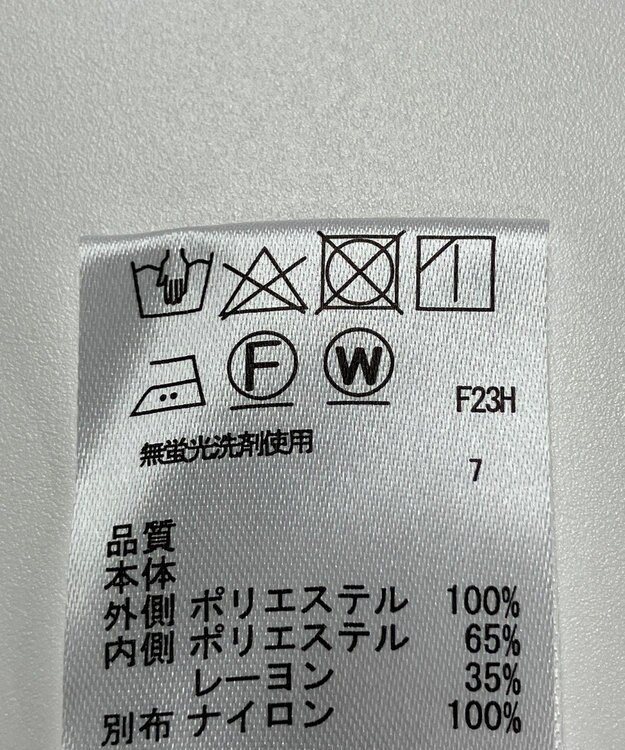 F W
F23H
無蛍光洗剤使用
7
品質
本体
外側 ポリエステル 100%
内側 ポリエステル 65%
レーヨン 35%
別布 ナイロン 100%